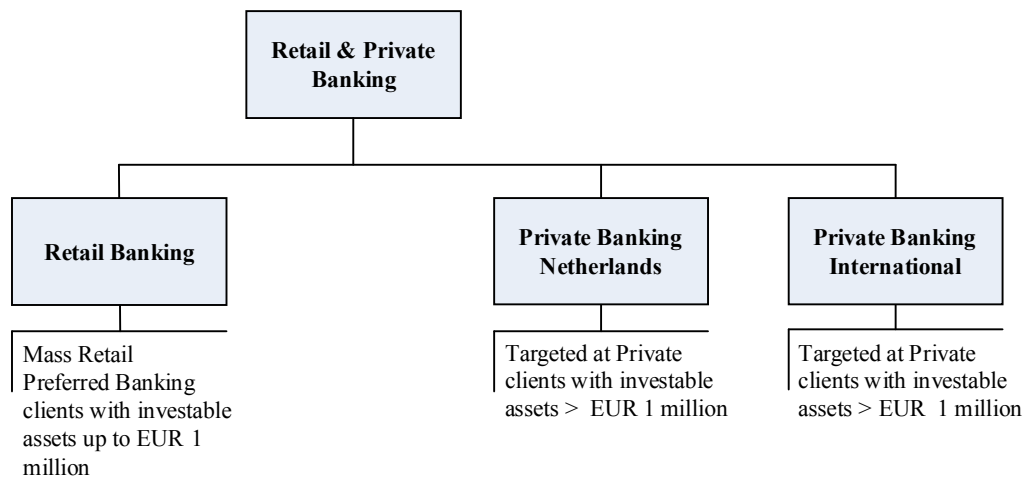 Retail & Private
Banking
Retail Banking
Private Banking
Netherlands
Private Banking
International
Mass Retail
Preferred Banking
clients with investable
assets up to EUR 1
million
Targeted at Private
clients with investable
assets > EUR 1 million
Targeted at Private
clients with investable
assets > EUR 1 million